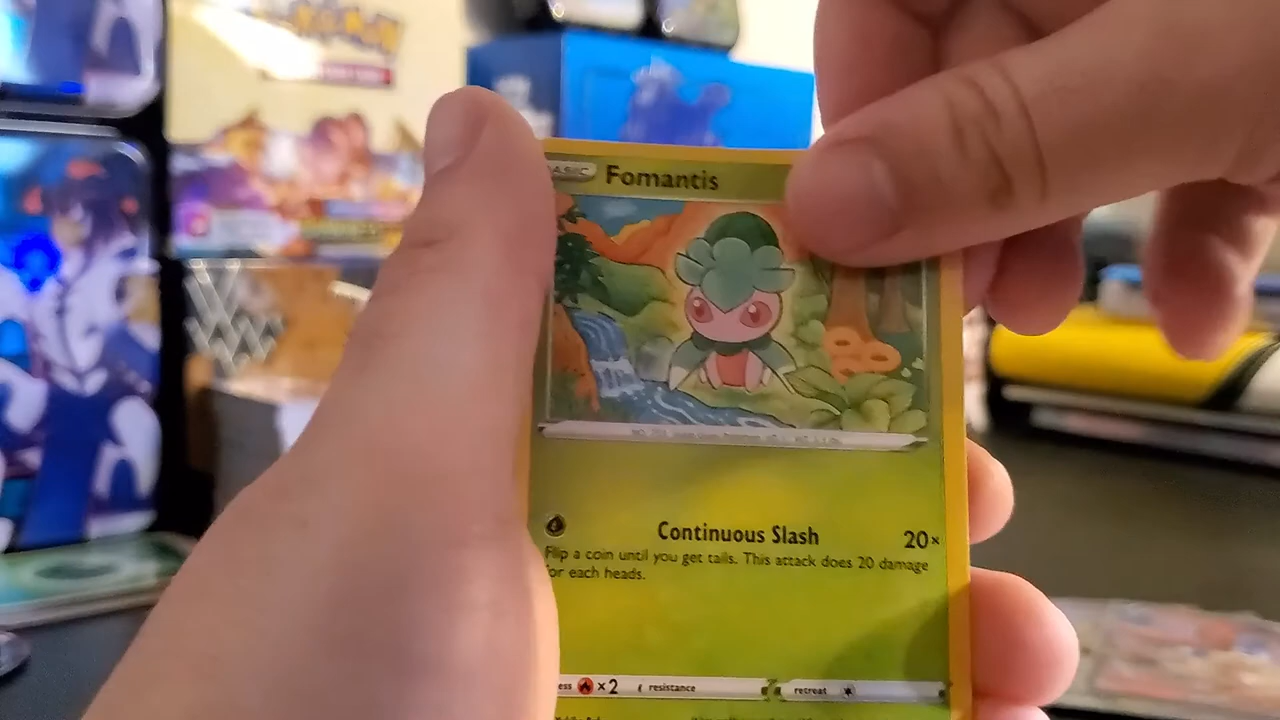 Pokémon
BASIC Fomantis
Continuous Slash 20×
Flip a coin until you get tails. This attack does 20 damage
for each heads.
ess ×2 resistance retreat